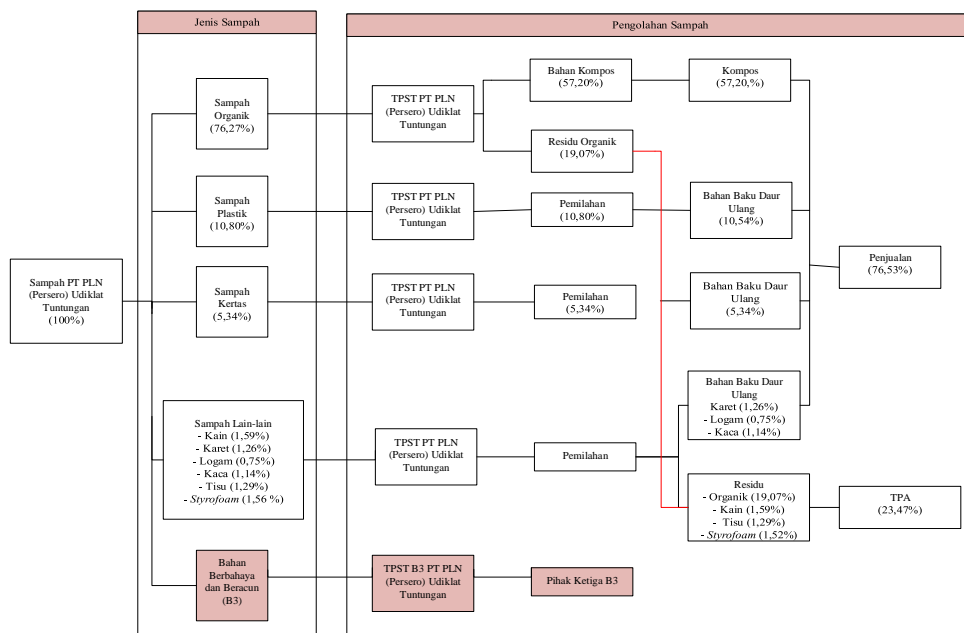 Jenis Sampah
Pengolahan Sampah
Sampah PT PLN
(Persero) Udiklat
Tuntungan
(100%)
Sampah
Organik
(76,27%)
TPST PT PLN
(Persero) Udiklat
Tuntungan
Bahan Kompos
(57,20%)
Kompos
(57,20,%)
Residu Organik
(19,07%)
Sampah
Plastik
(10,80%)
TPST PT PLN
(Persero) Udiklat
Tuntungan
Pemilahan
(10,80%)
Bahan Baku Daur
Ulang
(10,54%)
Penjualan
(76,53%)
Sampah
Kertas
(5,34%)
TPST PT PLN
(Persero) Udiklat
Tuntungan
Pemilahan
(5,34%)
Bahan Baku Daur
Ulang
(5,34%)
Sampah Lain-lain
- Kain (1,59%)
- Karet (1,26%)
- Logam (0,75%)
- Kaca (1,14%)
- Tisu (1,29%)
- Styrofoam (1,56 %)
TPST PT PLN
(Persero) Udiklat
Tuntungan
Pemilahan
Bahan Baku Daur
Ulang
Karet (1,26%)
- Logam (0,75%)
- Kaca (1,14%)
Residu
- Organik (19,07%)
- Kain (1,59%)
- Tisu (1,29%)
- Styrofoam (1,52%)
TPA
(23,47%)
Bahan
Berbahaya
dan Beracun
(B3)
TPST B3 PT PLN
(Persero) Udiklat
Tuntungan
Pihak Ketiga B3